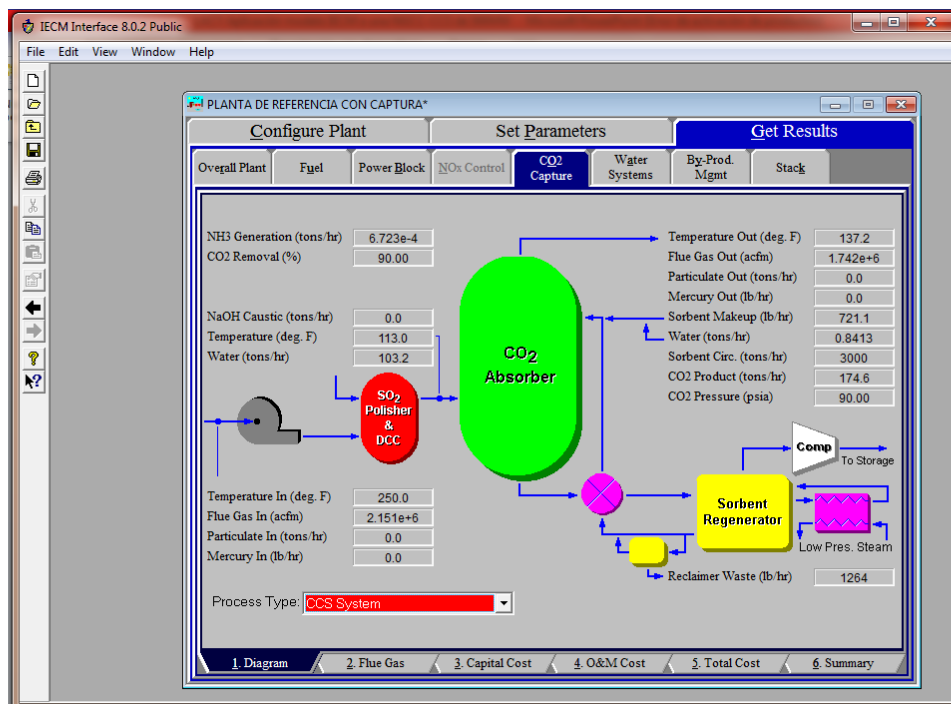 IECM Interface 8.0.2 Public
File Edit View Window Help
PLANTA DE REFERENCIA CON CAPTURA*
Configure Plant Set Parameters Get Results
Overall Plant Fuel Power Block NOx Control CO2 Capture Water Systems By-Prod. Mgmt Stack
NH3 Generation (tons/hr) 6.723e-4
CO2 Removal (%) 90.00
NaOH Caustic (tons/hr) 0.0
Temperature (deg. F) 113.0
Water (tons/hr) 103.2
SO2
Polisher
&
DCC
CO2
Absorber
Temperature Out (deg. F) 137.2
Flue Gas Out (acfm) 1.742e+6
Particulate Out (tons/hr) 0.0
Mercury Out (lb/hr) 0.0
Sorbent Makeup (lb/hr) 721.1
Water (tons/hr) 0.8413
Sorbent Circ. (tons/hr) 3000
CO2 Product (tons/hr) 174.6
CO2 Pressure (psia) 90.00
Comp
To Storage
Sorbent
Regenerator
Low Pres. Steam
Reclaimer Waste (lb/hr) 1264
Temperature In (deg. F) 250.0
Flue Gas In (acfm) 2.151e+6
Particulate In (tons/hr) 0.0
Mercury In (lb/hr) 0.0
Process Type: CCS System
1. Diagram 2. Flue Gas 3. Capital Cost 4. O&M Cost 5. Total Cost 6. Summary